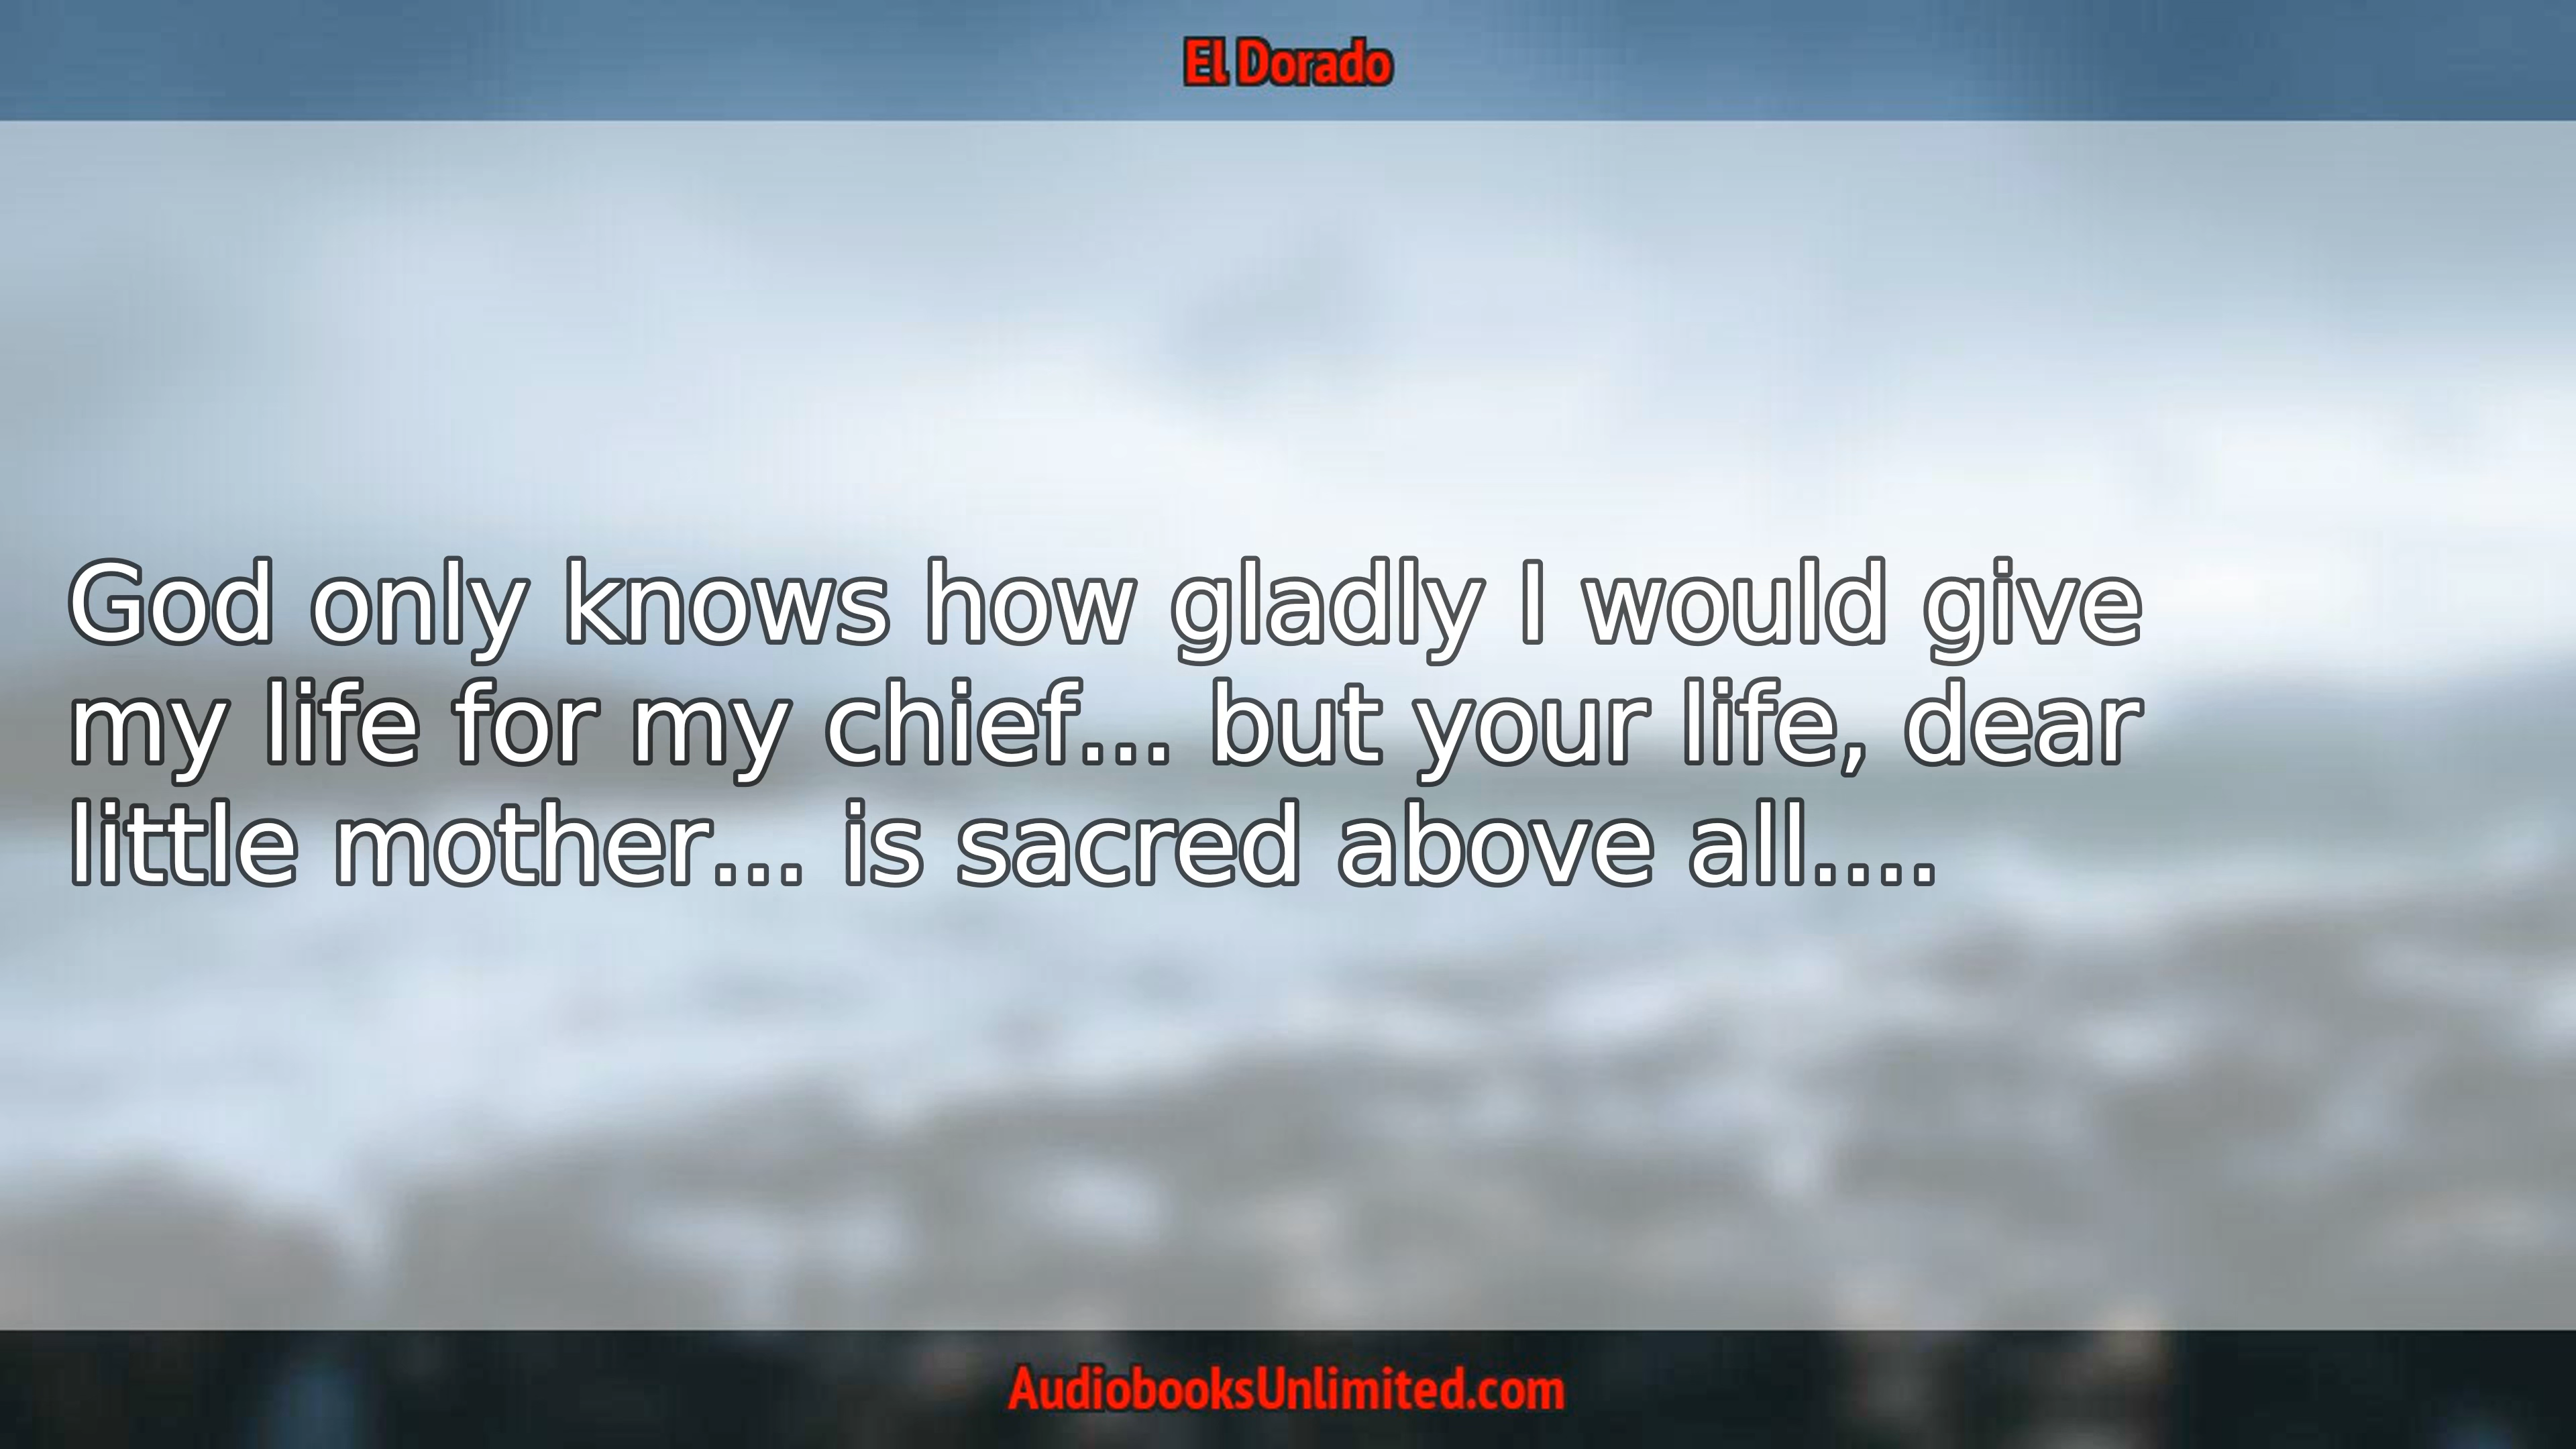 El Dorado
God only knows how gladly I would give
my life for my chief... but your life, dear
little mother... is sacred above all....
AudiobooksUnlimited.com